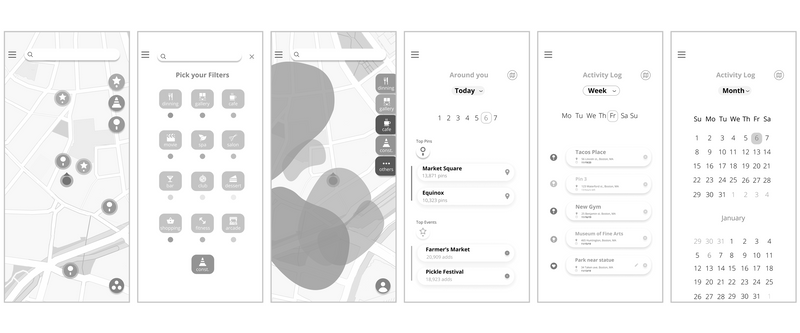 Pick your Filters
dinning gallery cafe
movie spa salon
bar club dessert
shopping fitness arcade
const.
dinning
gallery
cafe
const.
others
Around you
Today
1 2 3 4 5 6 7
Top Pins
Market Square
13,871 pins
Equinox
10,323 pins
Top Events
Farmer's Market
20,959 adds
Pickle Festival
18,923 adds
Activity Log
Week
Mo Tu We Th Fr Sa Su
Tacos Place
Pin 3
New Gym
Museum of Fine Arts
Park near statue
Activity Log
Month
Su Mo Tu We Th Fr Sa
1 2 3 4 5 6 7
8 9 10 11 12 13 14
15 16 17 18 19 20 21
22 23 24 25 26 27 28
29 30 31 1 2 3 4
January
29 30 31 1 2 3 4
5 6 7 8 9 10 11
12 13 14 15 16 17 18
19 20 21 22 23 24 25
26 27 28 29 30 31 1